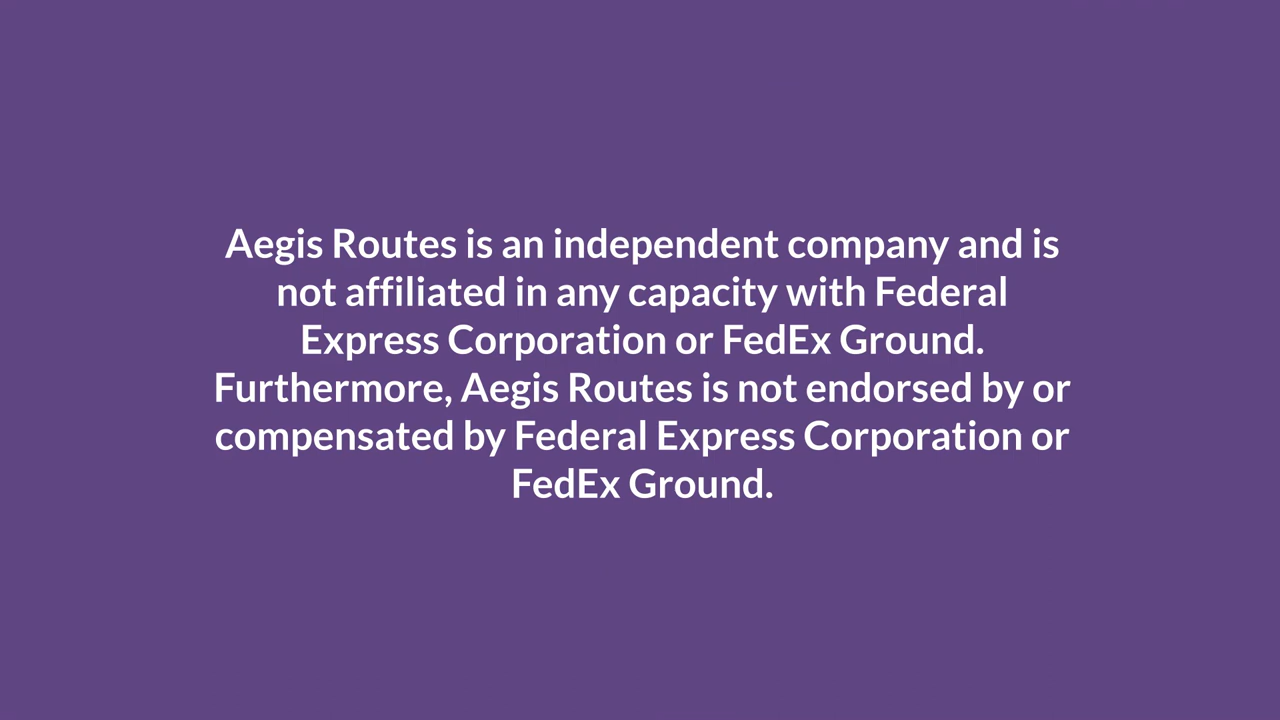 Aegis Routes is an independent company and is
not affiliated in any capacity with Federal
Express Corporation or FedEx Ground.
Furthermore, Aegis Routes is not endorsed by or
compensated by Federal Express Corporation or
FedEx Ground.